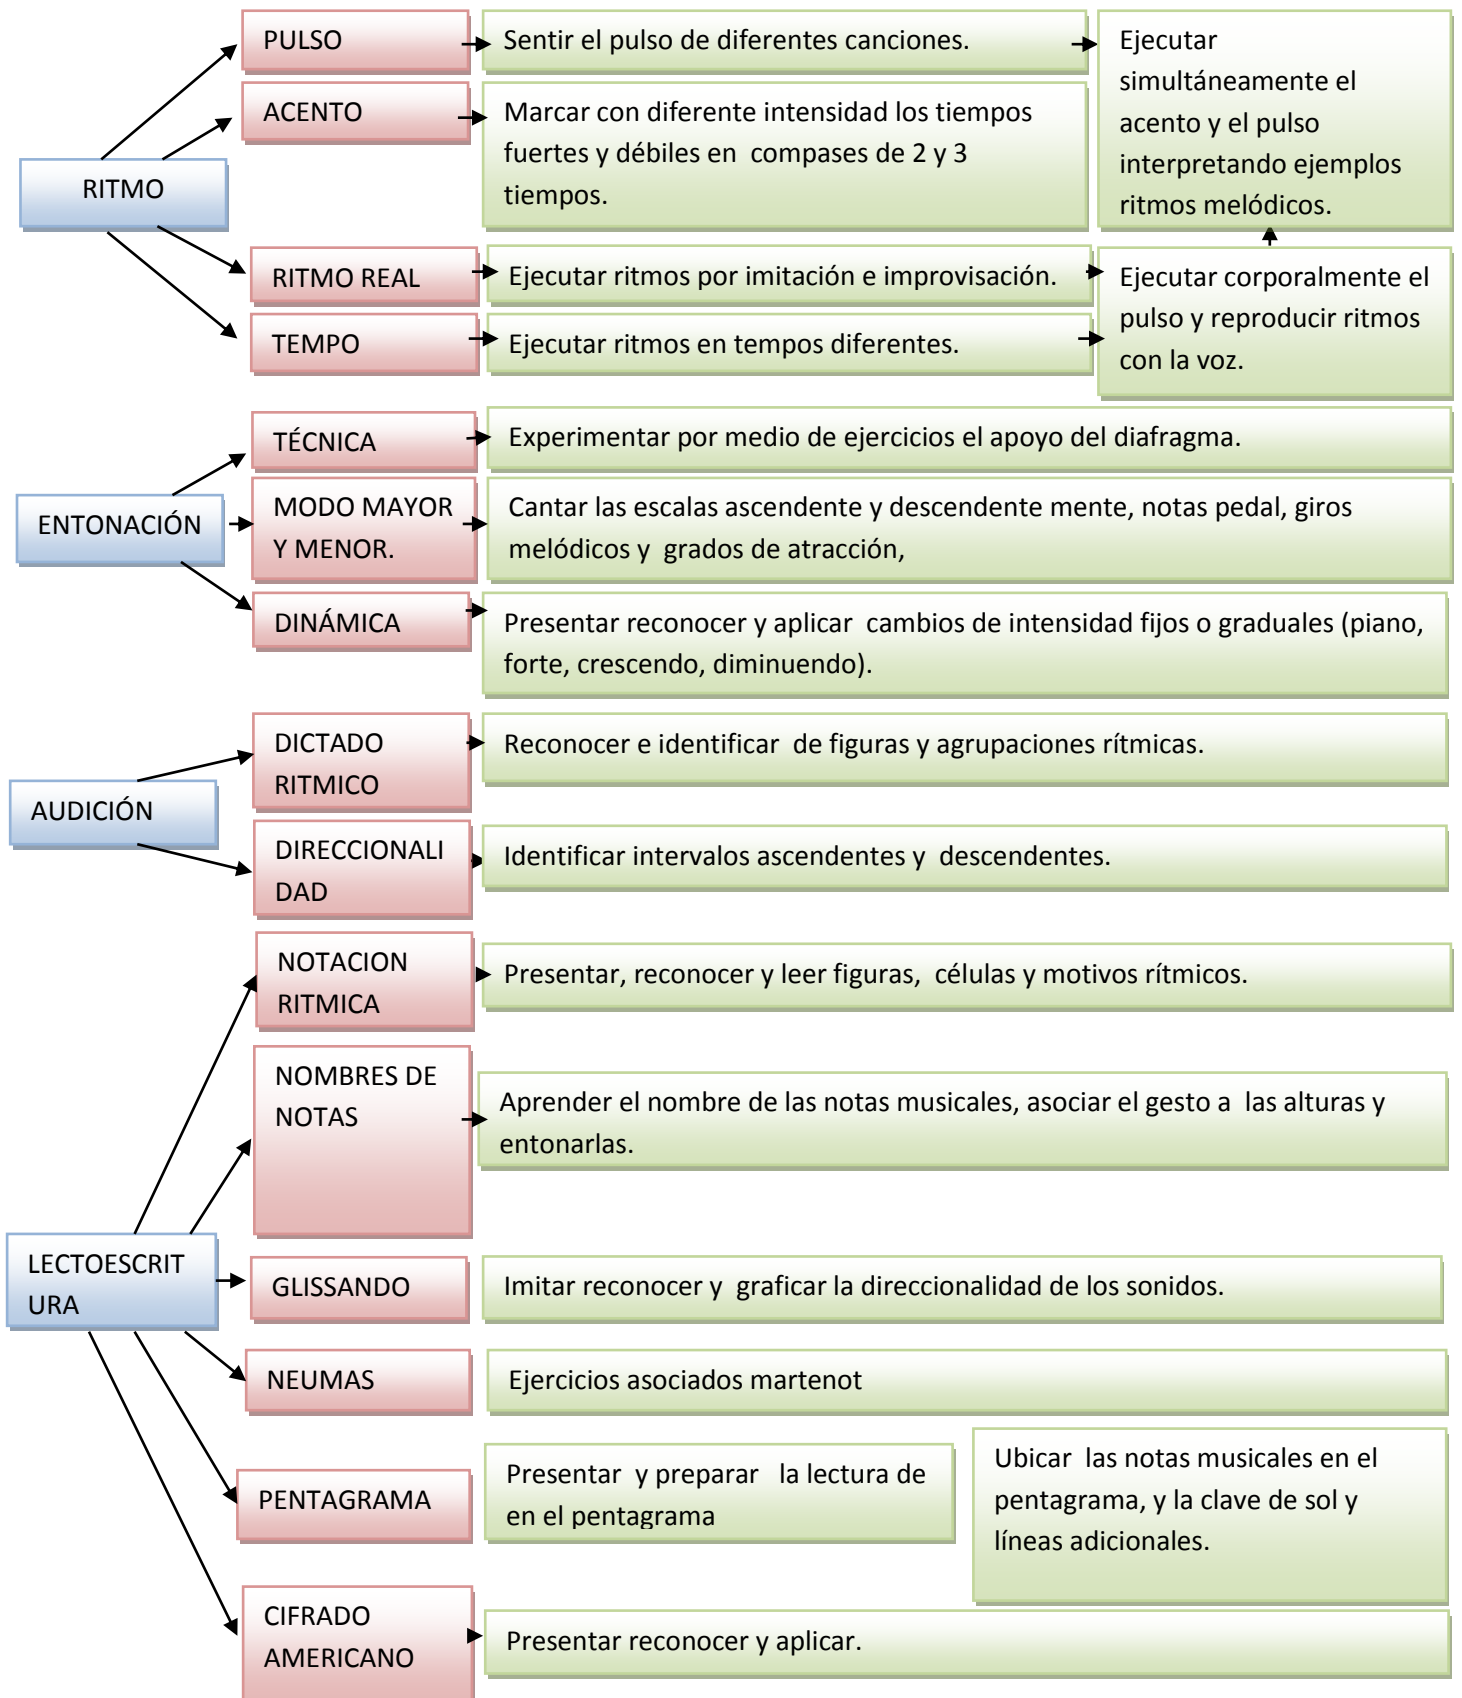 PULSO
Sentir el pulso de diferentes canciones.
Ejecutar
simultáneamente el
acento y el pulso
interpretando ejemplos
ritmos melódicos.
ACENTO
Marcar con diferente intensidad los tiempos
fuertes y débiles en compases de 2 y 3
tiempos.
RITMO
RITMO REAL
Ejecutar ritmos por imitación e improvisación.
Ejecutar corporalmente el
pulso y reproducir ritmos
con la voz.
TEMPO
Ejecutar ritmos en tempos diferentes.
TÉCNICA
Experimentar por medio de ejercicios el apoyo del diafragma.
ENTONACIÓN
MODO MAYOR
Y MENOR.
Cantar las escalas ascendente y descendente mente, notas pedal, giros
melódicos y grados de atracción,
DINÁMICA
Presentar reconocer y aplicar cambios de intensidad fijos o graduales (piano,
forte, crescendo, diminuendo).
DICTADO
RITMICO
Reconocer e identificar de figuras y agrupaciones rítmicas.
AUDICIÓN
DIRECCIONALI
DAD
Identificar intervalos ascendentes y descendentes.
NOTACION
RITMICA
Presentar, reconocer y leer figuras, células y motivos rítmicos.
NOMBRES DE
NOTAS
Aprender el nombre de las notas musicales, asociar el gesto a las alturas y
entonarlas.
LECTOESCRIT
URA
GLISSANDO
Imitar reconocer y graficar la direccionalidad de los sonidos.
NEUMAS
Ejercicios asociados martenot
PENTAGRAMA
Presentar y preparar la lectura de
en el pentagrama
Ubicar las notas musicales en el
pentagrama, y la clave de sol y
líneas adicionales.
CIFRADO
AMERICANO
Presentar reconocer y aplicar.